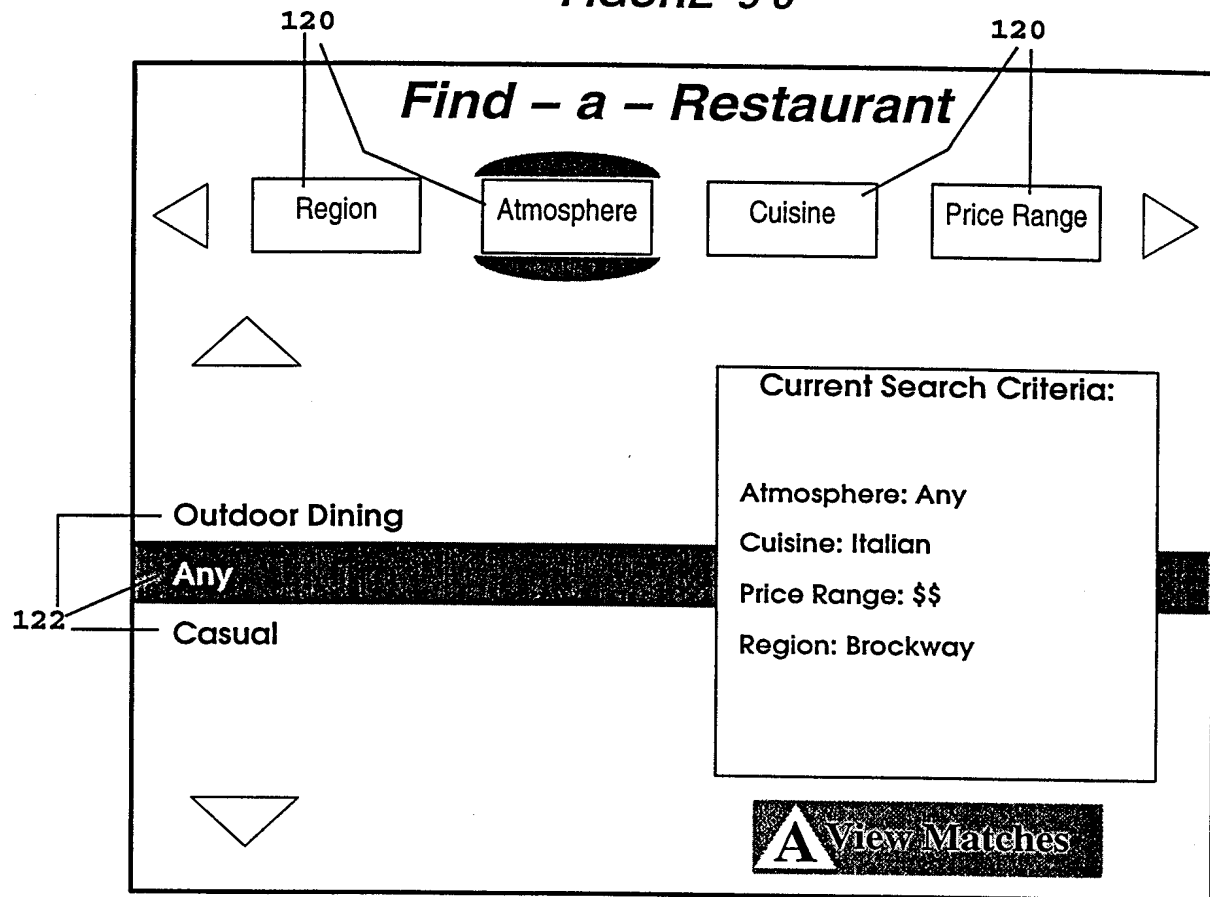 120
120
Find – a – Restaurant
Region
Atmosphere
Cuisine
Price Range
Current Search Criteria:
Atmosphere: Any
Cuisine: Italian
Price Range: $$
Region: Brockway
Outdoor Dining
Any
Casual
122
A View Matches